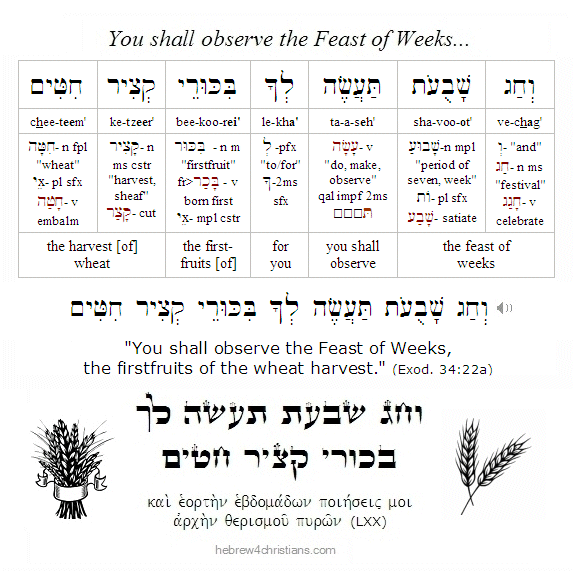 You shall observe the Feast of Weeks...
וְחַג שָׁבֻעֹת תַּעֲשֶׂה לְךָ בִּכּוּרֵי קְצִיר חִטִּים
chee-teem' ke-tzeer' bee-koo-rei' le-kha' ta-a-seh' sha-voo-ot' ve-chag'
חִטָּה- n fpl
"wheat"
ִים- pl sfx
חָטָה- v
embalm
קָצִיר- n
ms cstr
"harvest,
sheaf"
קָצַר- cut
בִּכּוּר- n m
"firstfruit"
fr> בָּכַר- v
born first
ֵי- mpl cstr
לְ-pfx
"to/for"
ךָ-2ms
sfx
עָשָׂה- v
"do, make,
observe"
qal impf 2ms
תַּ□□□
שָׁבוּעַ-n mpl
"period of
seven, week"
וֹת- pl sfx
שָׂבַע- satiate
וְ- "and"
חַג- n ms
"festival"
חָגַג- v
celebrate
the harvest [of]
wheat
the first-
fruits [of]
for
you
you shall
observe
the feast of
weeks
וְחַג שָׁבֻעֹת תַּעֲשֶׂה לְךָ בִּכּוּרֵי קְצִיר חִטִּים
"You shall observe the Feast of Weeks,
the firstfruits of the wheat harvest." (Exod. 34:22a)
וחג שבעת תעשה לך
בכורי קציר חטים
καὶ ἑορτὴν ἑβδομάδων ποιήσεις μοι
ἀρχὴν θερισμοῦ πυρῶν (LXX)
hebrew4christians.com